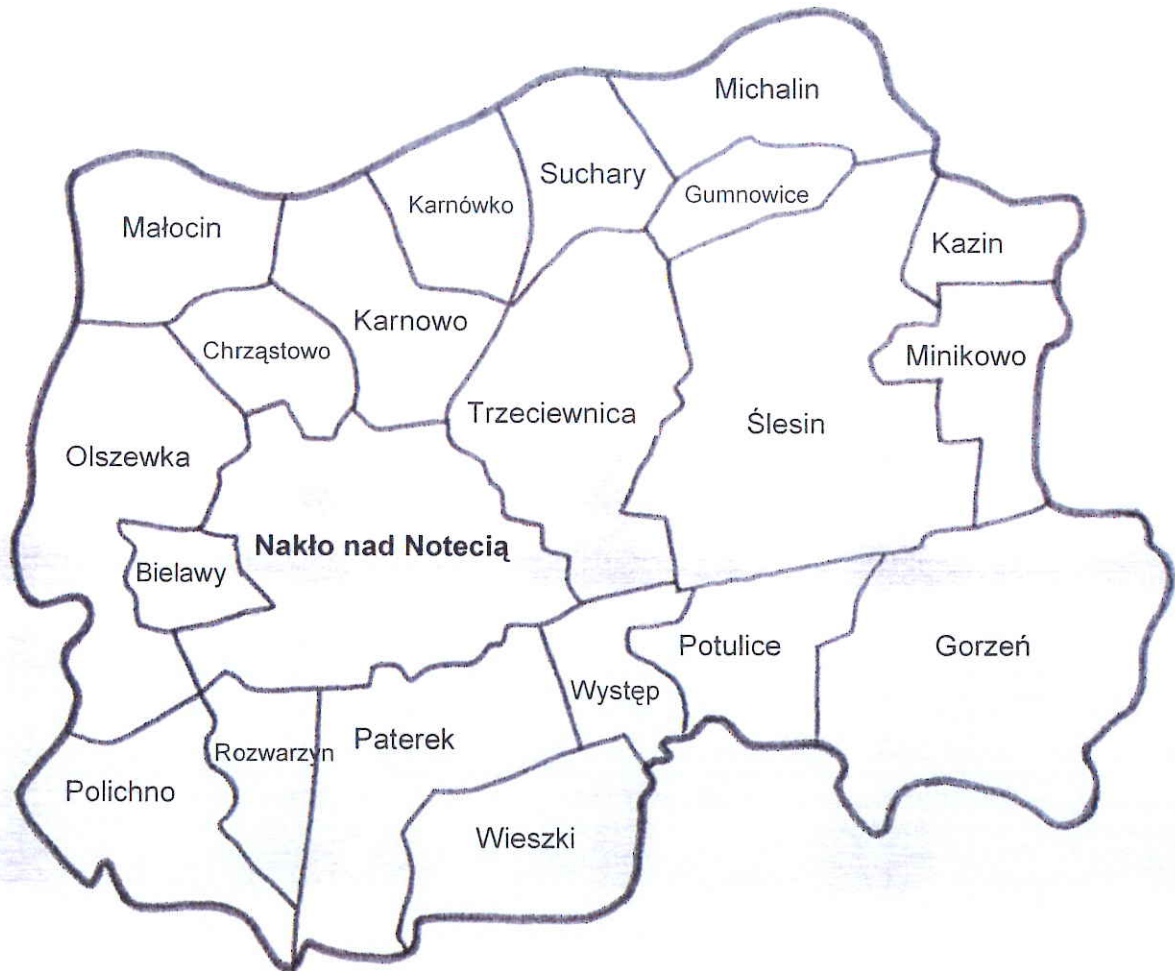 Michalin
Suchary
Karnówko
Gumnowice
Małocin
Kazin
Karnowo
Chrząstowo
Minikowo
Trzeciewnica
Ślesin
Olszewka
Nakło nad Notecią
Bielawy
Potulice
Gorzeń
Występ
Paterek
Rozwarzyn
Polichno
Wieszki